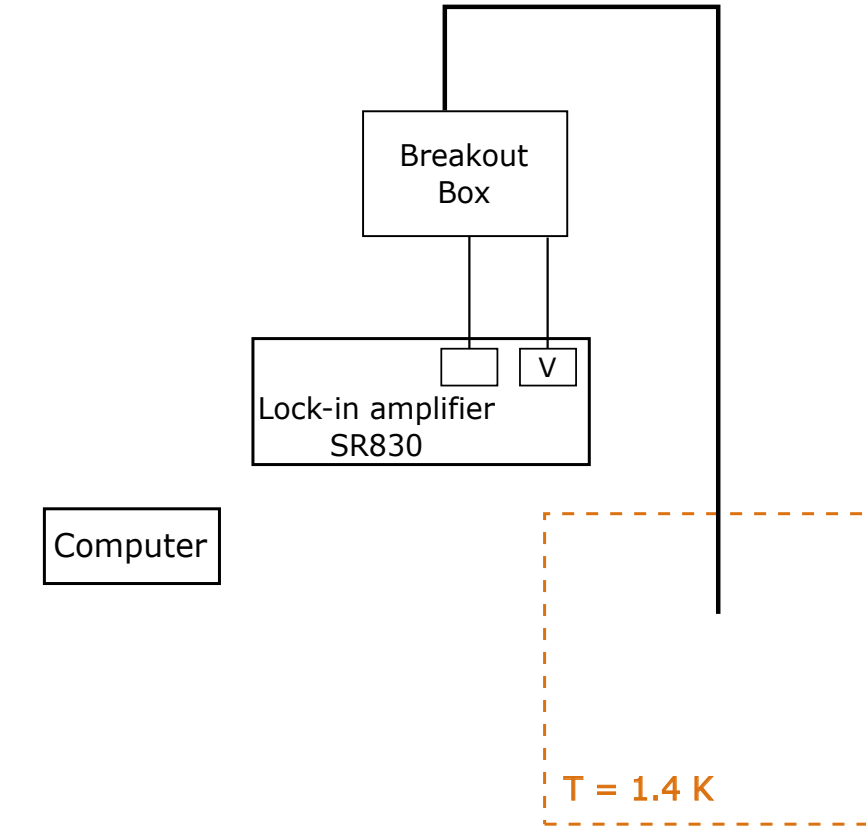 Breakout
Box
V
Lock-in amplifier
SR830
Computer
T = 1.4 K